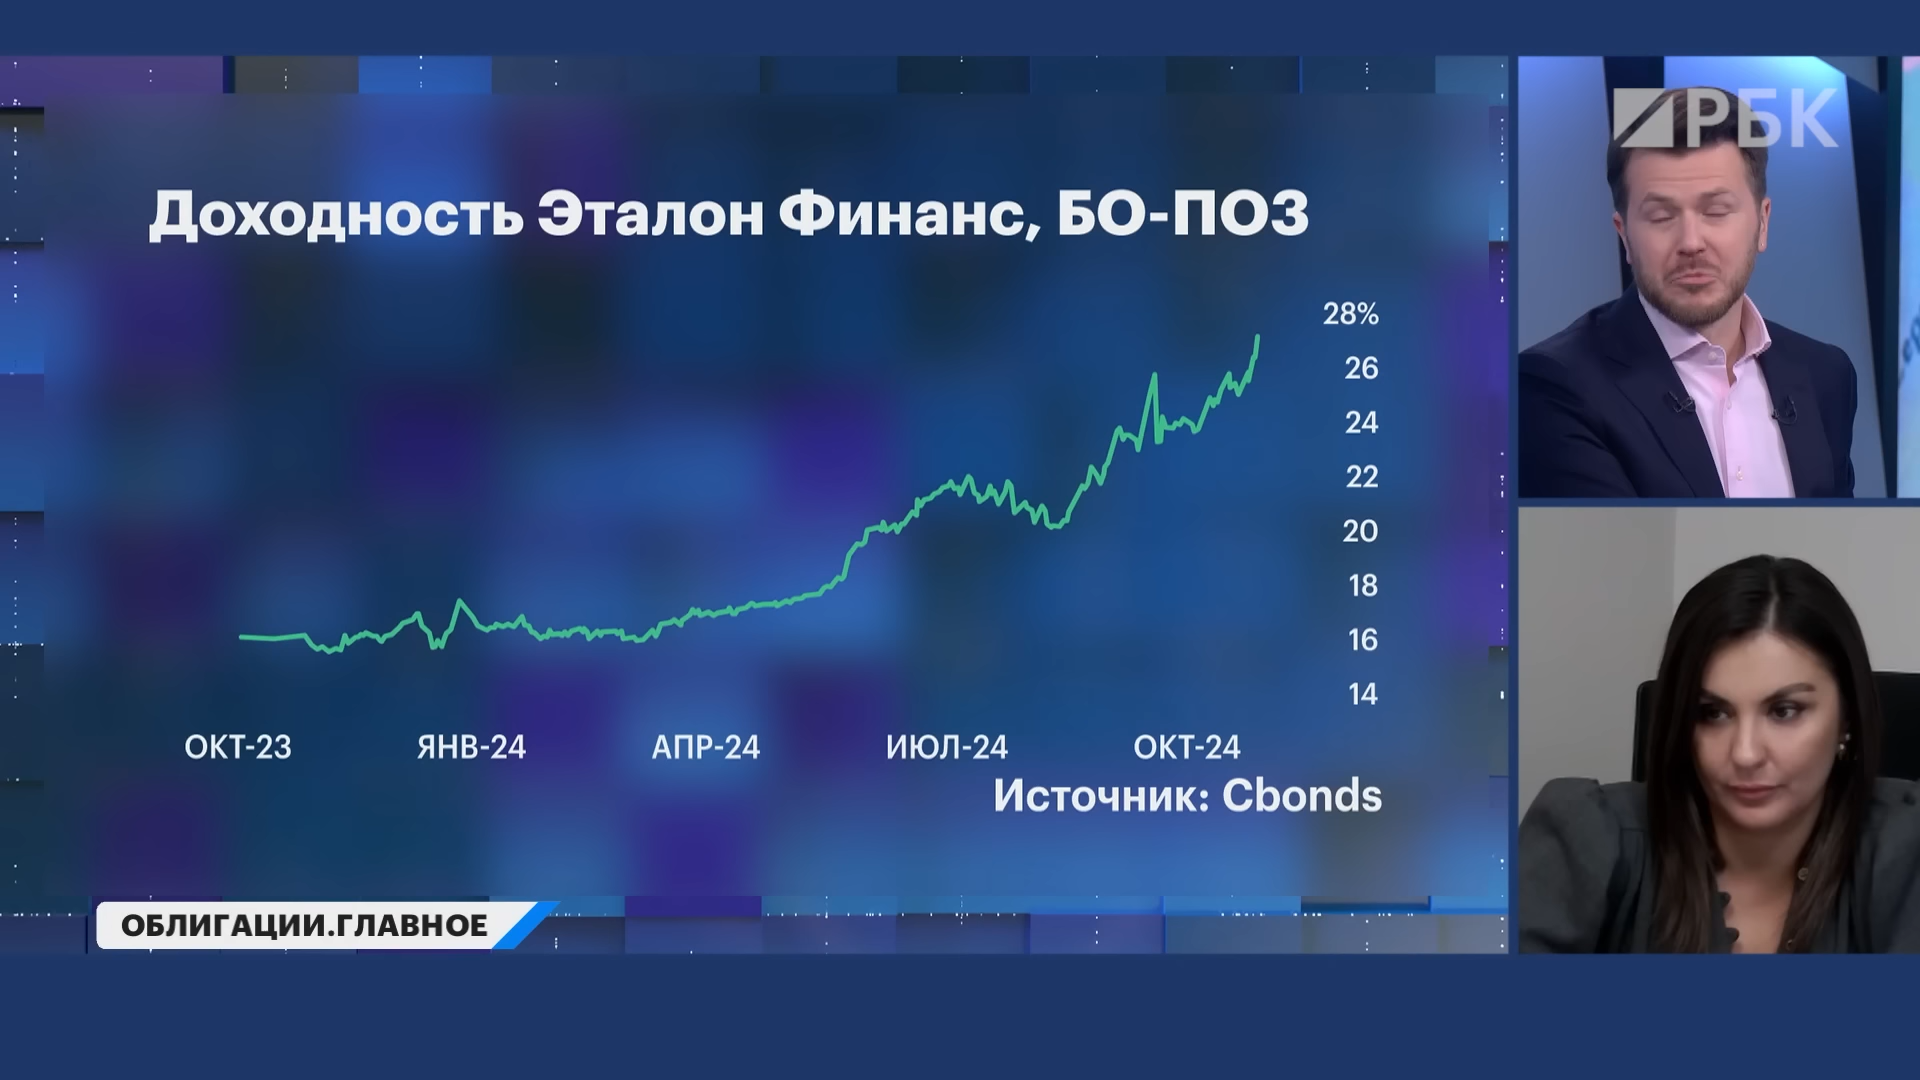 РБК
Доходность Эталон Финанс, БО-ПОЗ
28%
26
24
22
20
18
16
14
ОКТ-23 ЯНВ-24 АПР-24 ИЮЛ-24 ОКТ-24
Источник: Cbonds
ОБЛИГАЦИИ.ГЛАВНОЕ